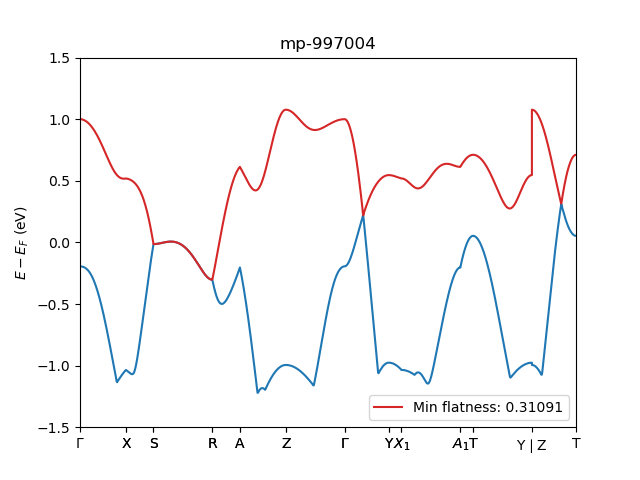 mp-997004
1.5
1.0
0.5
0.0
−0.5
−1.0
−1.5
E − E_F (eV)
Min flatness: 0.31091
Γ X S R A Z Γ Y X₁ A₁ T Y | Z T